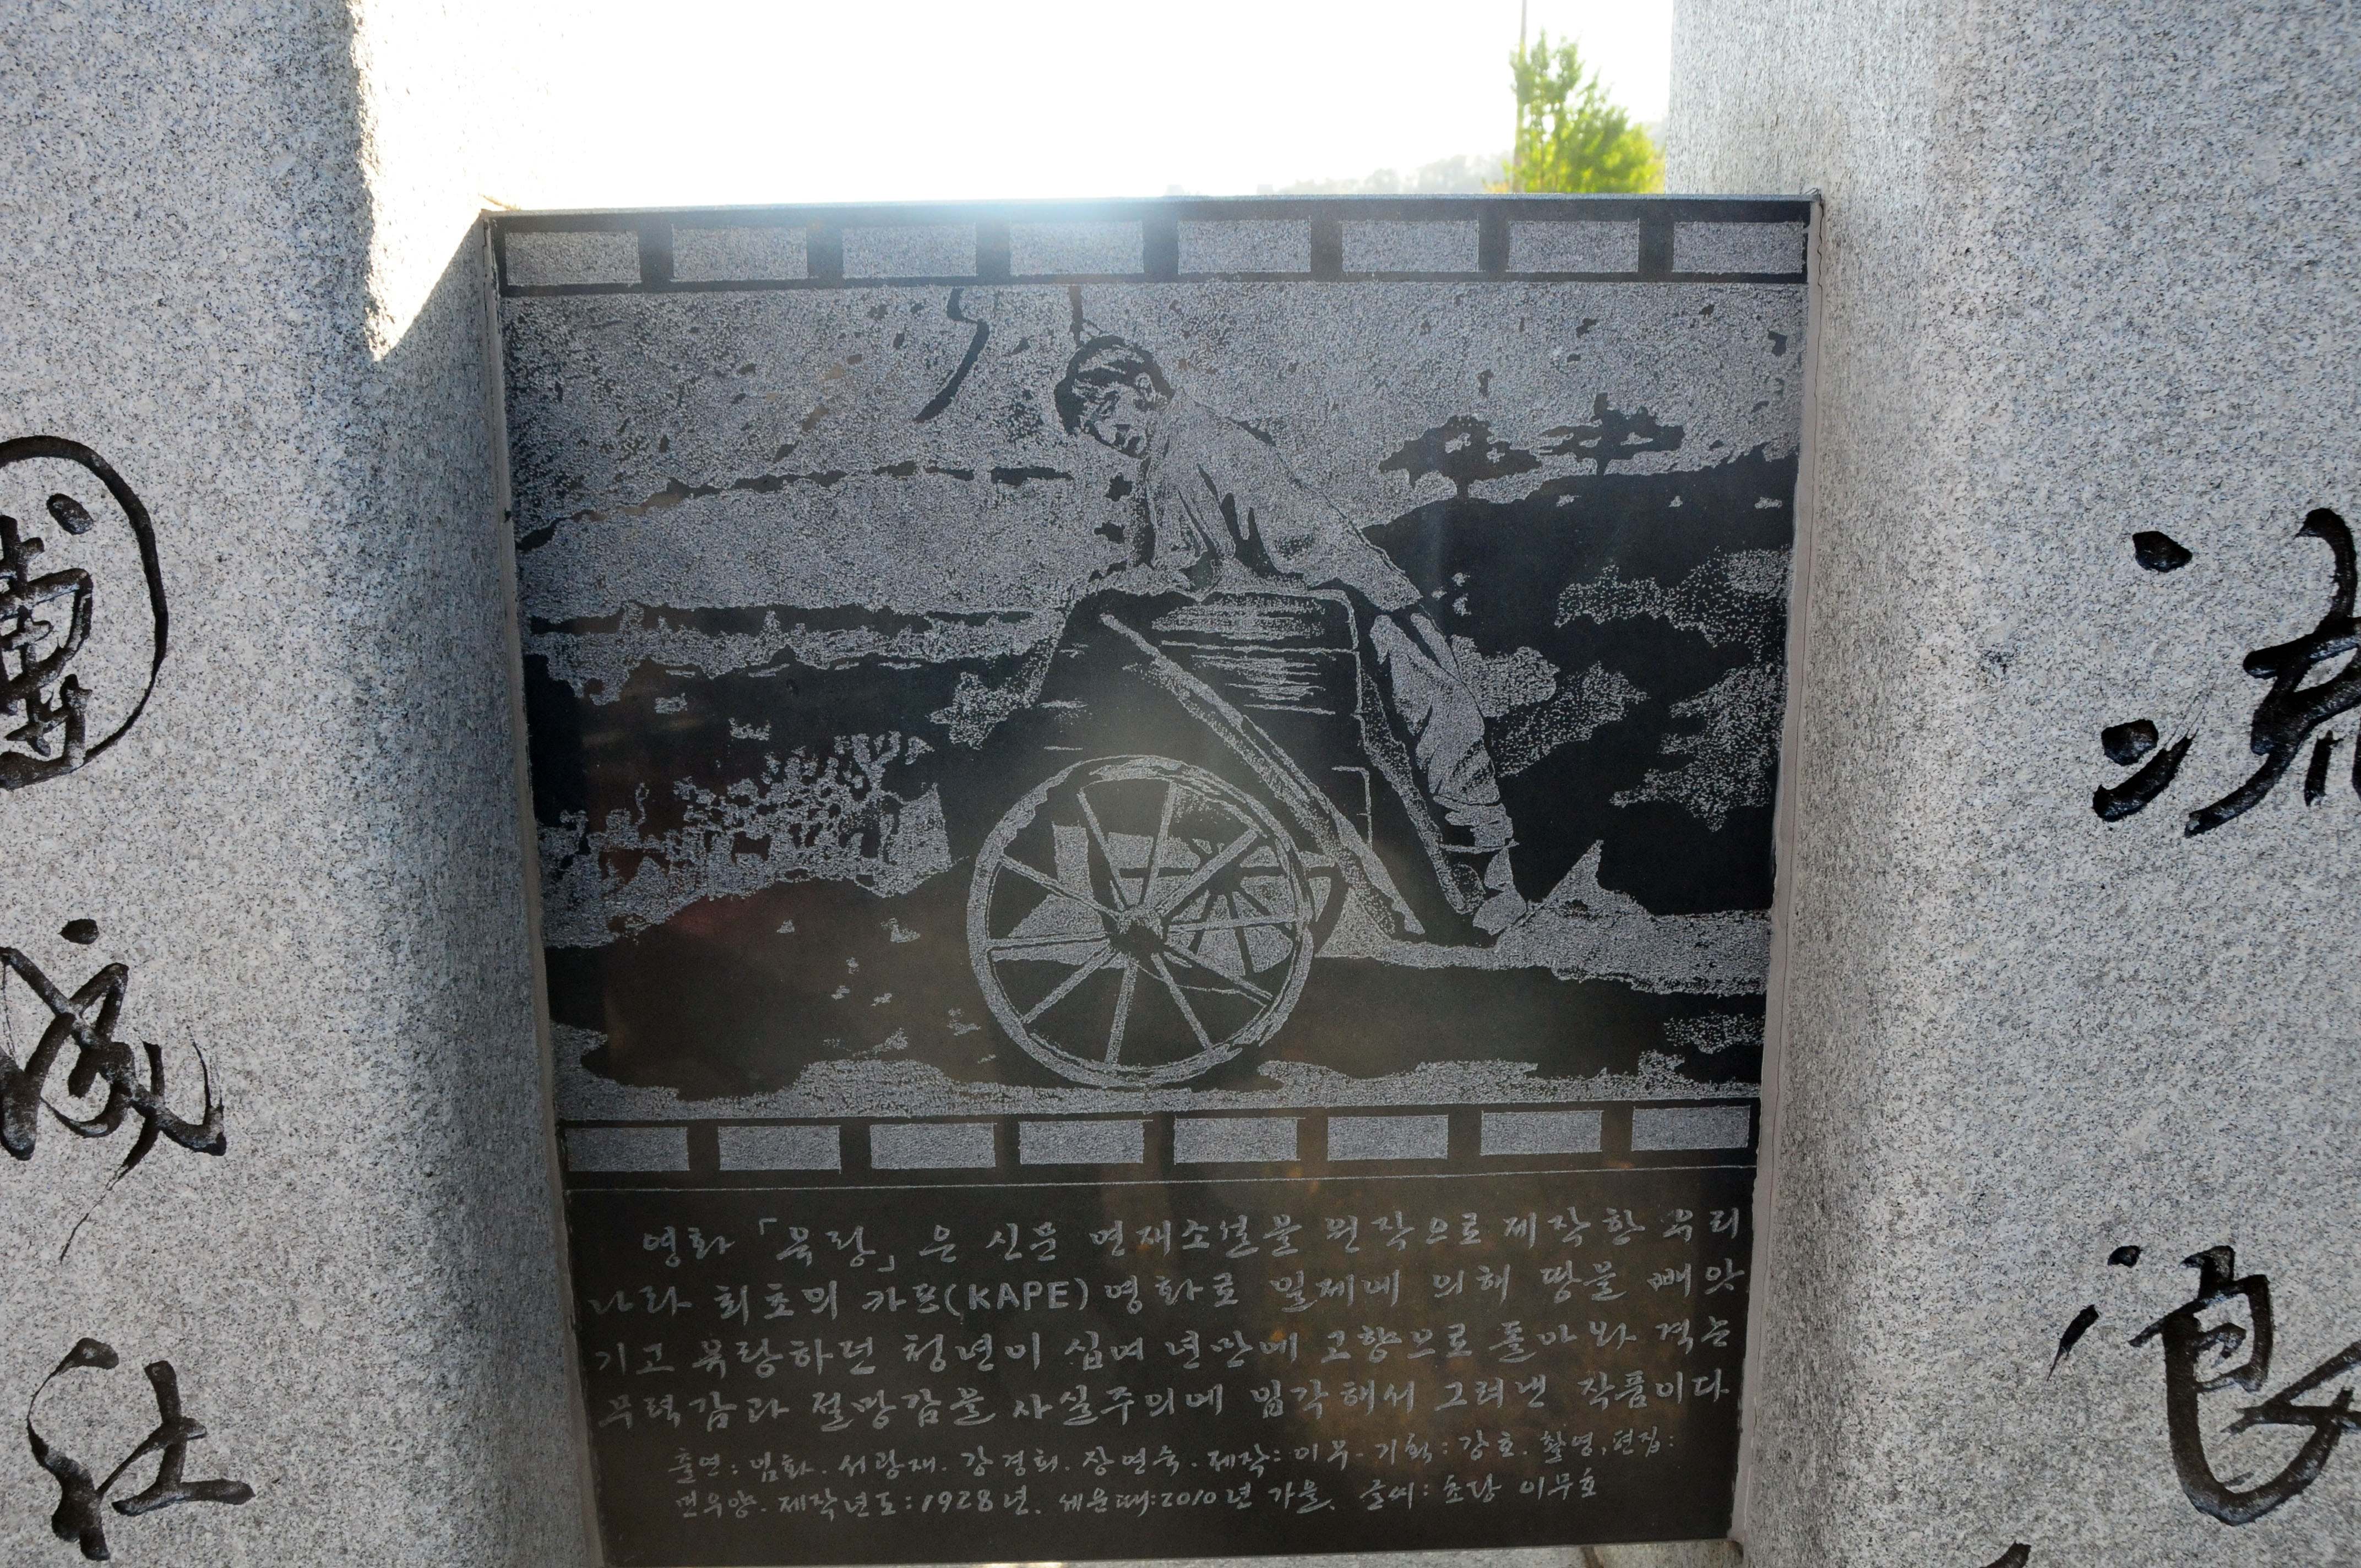 團
成
社
영화 「유랑」은 신문 연재소설을 원작으로 제작한 우리
나라 최초의 카프(KAPE) 영화로 일제에 의해 땅을 빼앗
기고 유랑하던 청년이 십여 년만에 고향으로 돌아와 겪는
무력감과 절망감을 사실주의에 입각해서 그려낸 작품이다
출연: 임화. 서광재. 강경희. 장연숙. 제작: 이우. 기획: 강호. 촬영, 편집:
민우양. 제작년도: 1928년. 세운때: 2010년 가을. 글씨: 초당 이무호
流
浪